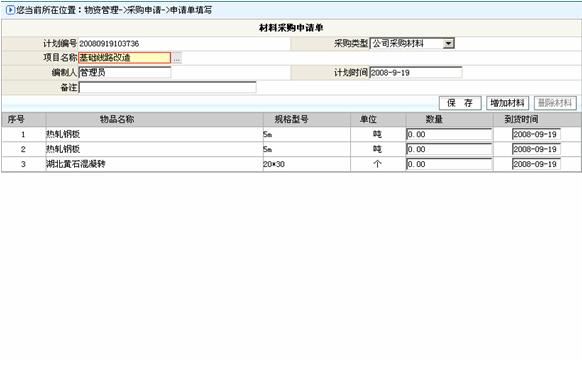 您当前所在位置：物资管理->采购申请->申请单填写
材料采购申请单
计划编号 20080919103736 采购类型 公司采购材料
项目名称 基础线路改造 ...
编制人 管理员 计划时间 2008-9-19
备注
保 存 增加材料 删除材料
序号 物品名称 规格型号 单位 数量 到货时间
1 热轧钢板 5m 吨 0.00 2008-09-19
2 热轧钢板 5m 吨 0.00 2008-09-19
3 湖北黄石混凝转 20*30 个 0.00 2008-09-19